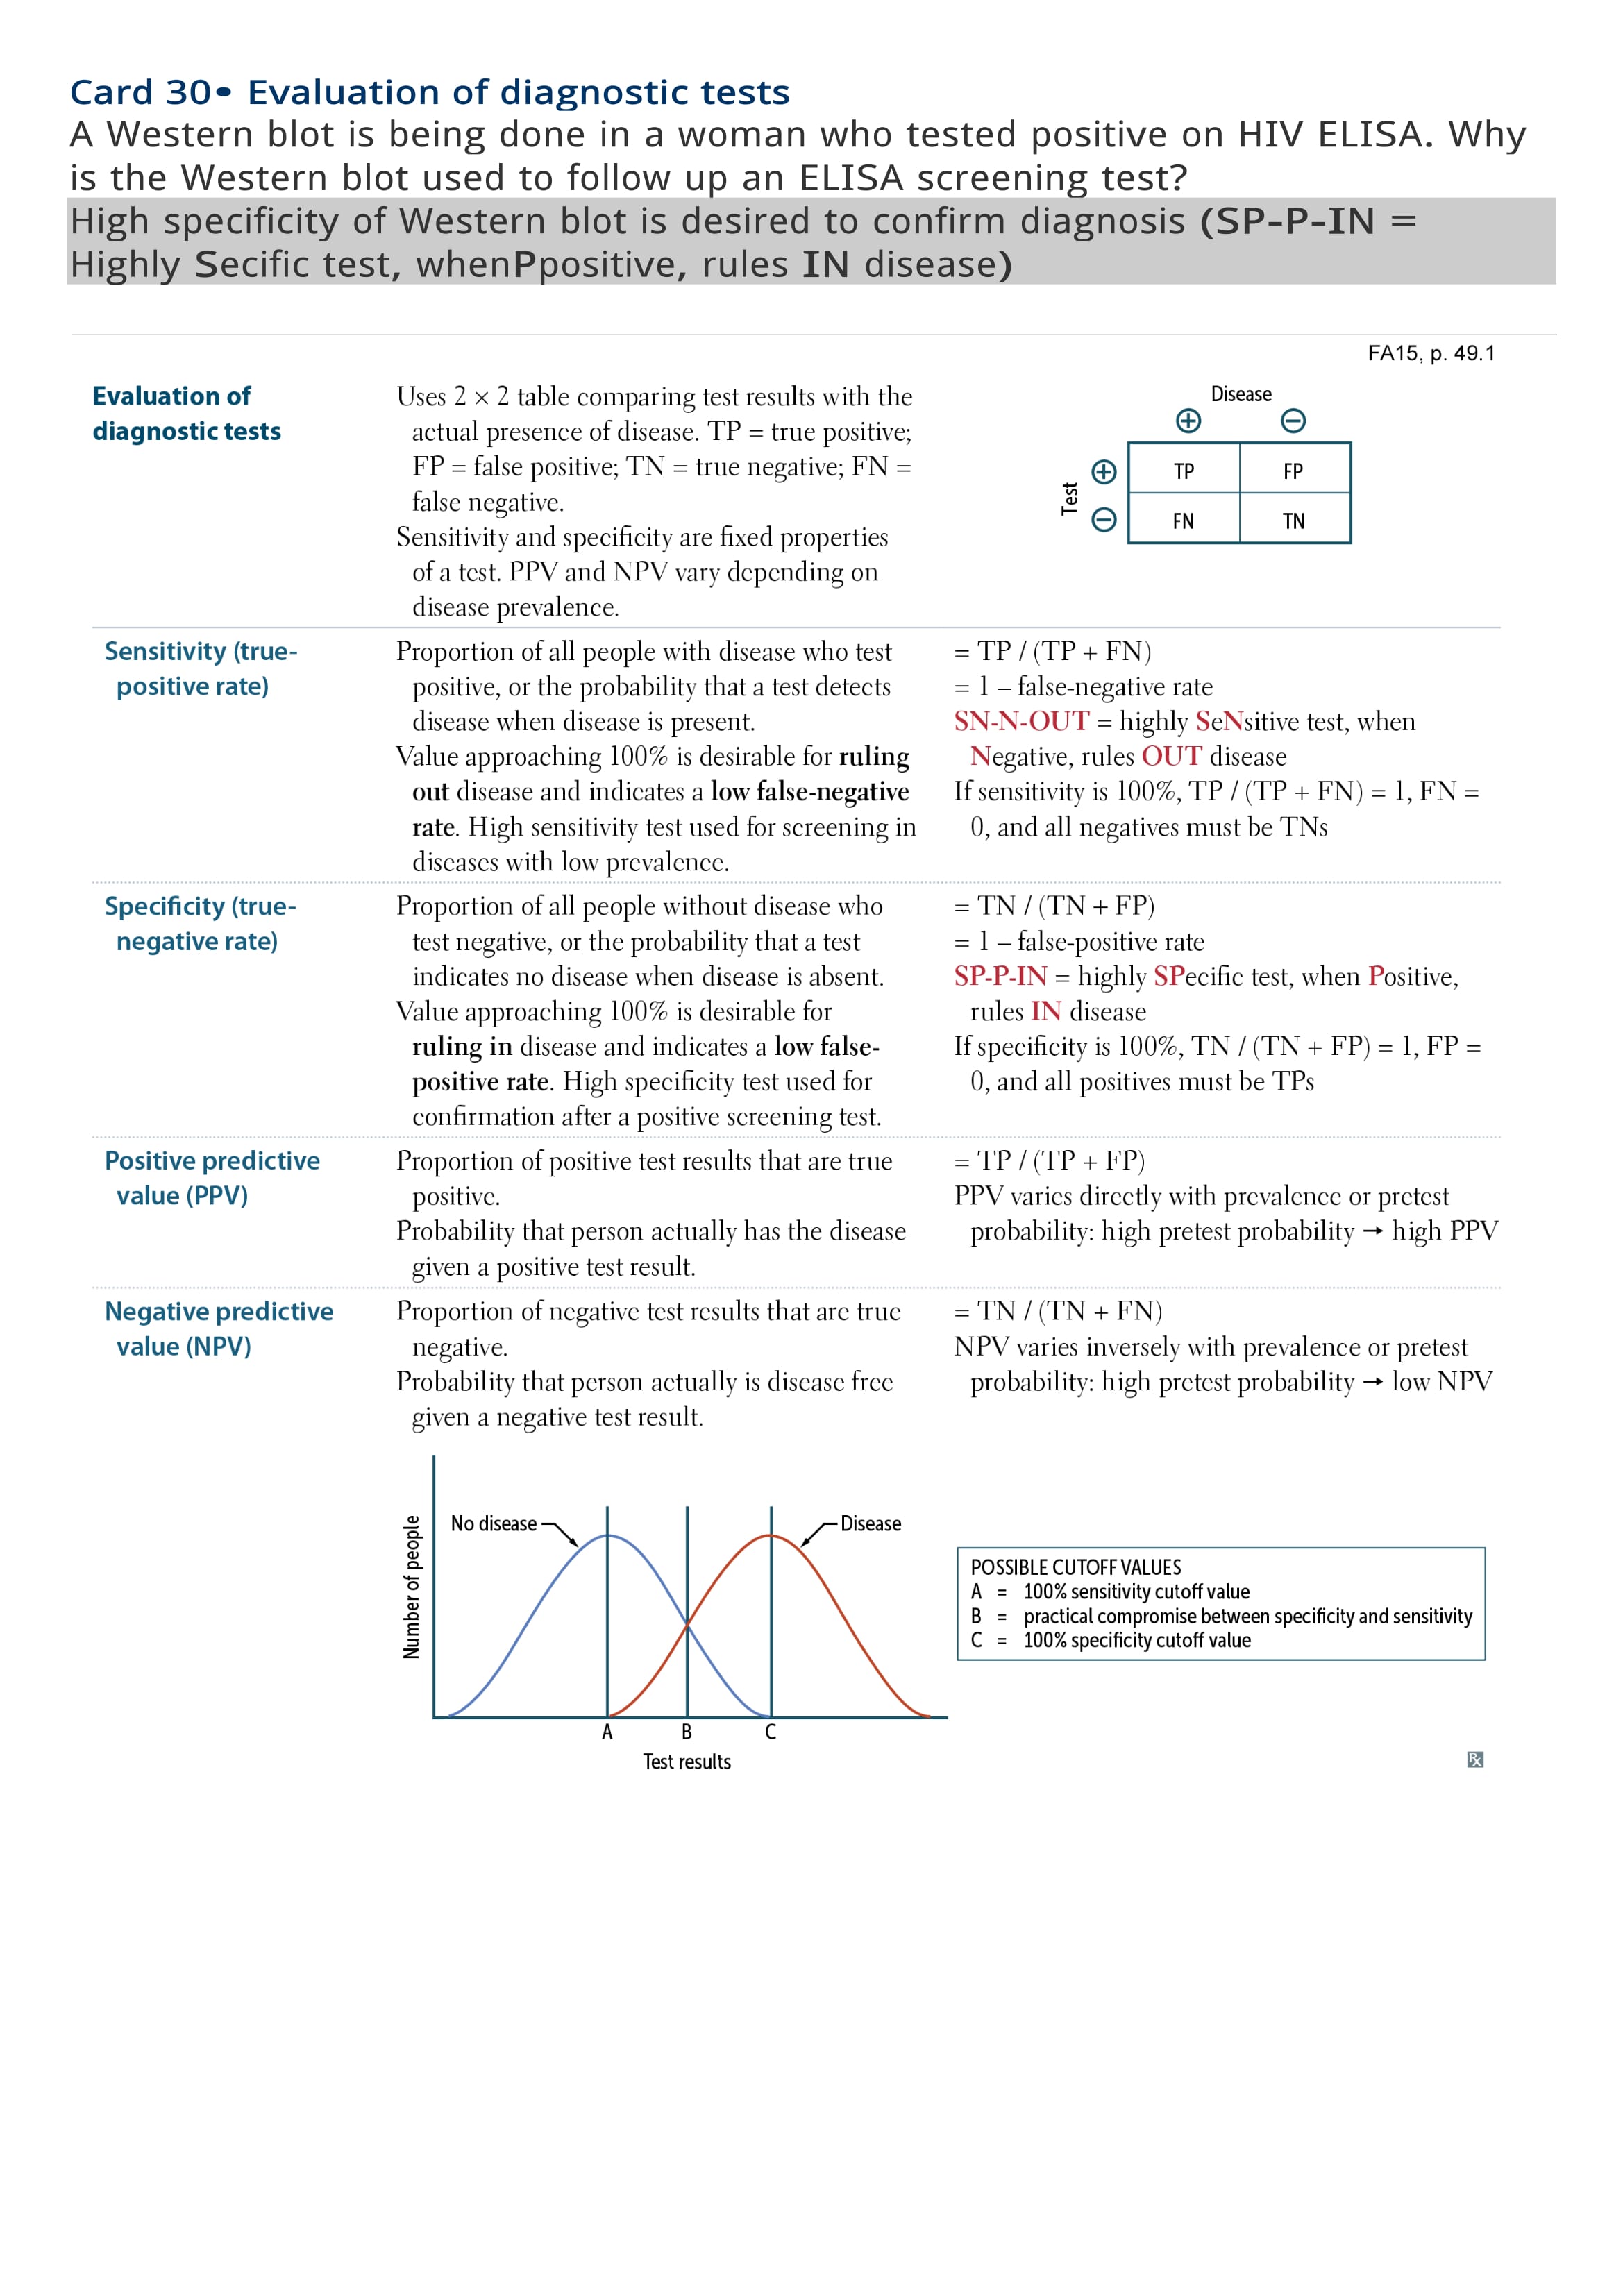 Card 30• Evaluation of diagnostic tests
A Western blot is being done in a woman who tested positive on HIV ELISA. Why
is the Western blot used to follow up an ELISA screening test?
High specificity of Western blot is desired to confirm diagnosis (SP-P-IN =
Highly Secific test, whenPpositive, rules IN disease)
FA15, p. 49.1
Evaluation of
diagnostic tests
Uses 2 × 2 table comparing test results with the
actual presence of disease. TP = true positive;
FP = false positive; TN = true negative; FN =
false negative.
Sensitivity and specificity are fixed properties
of a test. PPV and NPV vary depending on
disease prevalence.
Disease
⊕ ⊖
Test
⊕ TP FP
⊖ FN TN
Sensitivity (true-
positive rate)
Proportion of all people with disease who test
positive, or the probability that a test detects
disease when disease is present.
Value approaching 100% is desirable for ruling
out disease and indicates a low false-negative
rate. High sensitivity test used for screening in
diseases with low prevalence.
= TP / (TP + FN)
= 1 – false-negative rate
SN-N-OUT = highly SeNsitive test, when
Negative, rules OUT disease
If sensitivity is 100%, TP / (TP + FN) = 1, FN =
0, and all negatives must be TNs
Specificity (true-
negative rate)
Proportion of all people without disease who
test negative, or the probability that a test
indicates no disease when disease is absent.
Value approaching 100% is desirable for
ruling in disease and indicates a low false-
positive rate. High specificity test used for
confirmation after a positive screening test.
= TN / (TN + FP)
= 1 – false-positive rate
SP-P-IN = highly SPecific test, when Positive,
rules IN disease
If specificity is 100%, TN / (TN + FP) = 1, FP =
0, and all positives must be TPs
Positive predictive
value (PPV)
Proportion of positive test results that are true
positive.
Probability that person actually has the disease
given a positive test result.
= TP / (TP + FP)
PPV varies directly with prevalence or pretest
probability: high pretest probability → high PPV
Negative predictive
value (NPV)
Proportion of negative test results that are true
negative.
Probability that person actually is disease free
given a negative test result.
= TN / (TN + FN)
NPV varies inversely with prevalence or pretest
probability: high pretest probability → low NPV
Number of people
No disease
Disease
A B C
Test results
POSSIBLE CUTOFF VALUES
A = 100% sensitivity cutoff value
B = practical compromise between specificity and sensitivity
C = 100% specificity cutoff value
Rx